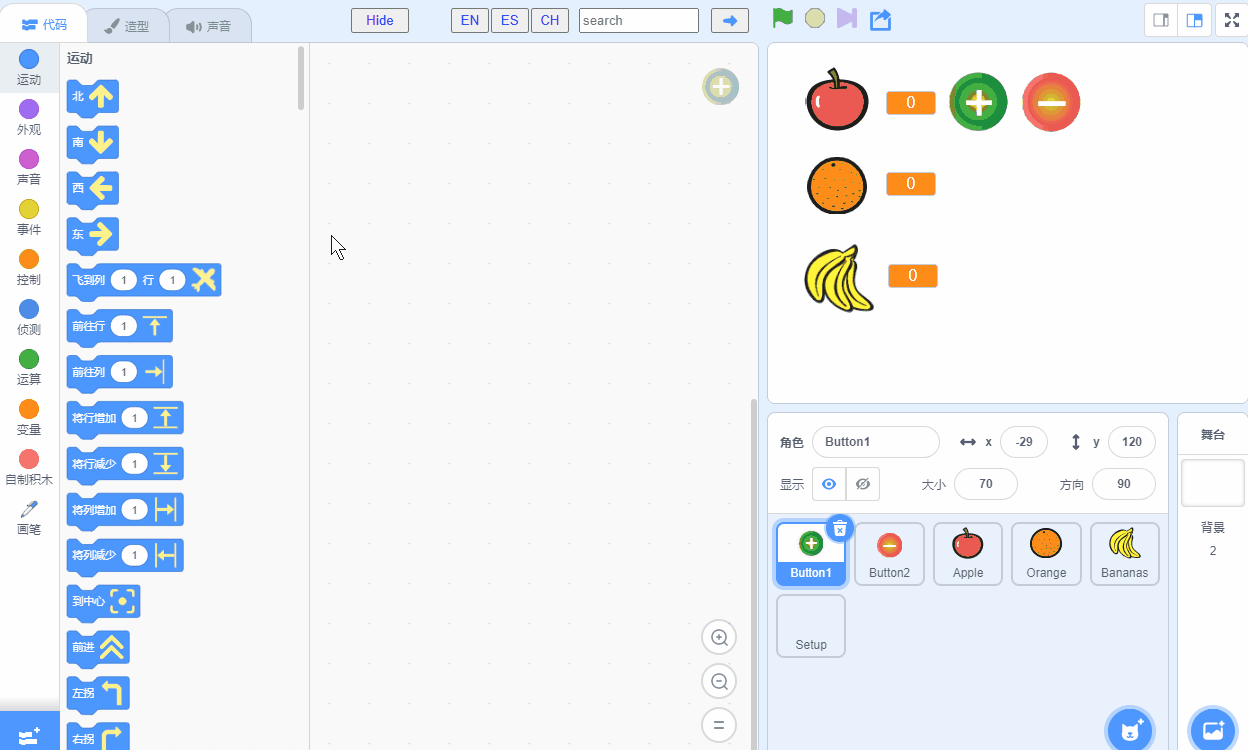 代码
造型
声音
Hide
EN
ES
CH
search
运动
外观
声音
事件
控制
侦测
运算
变量
自制积木
画笔
运动
北
南
西
东
飞到列 1 行 1
前往行 1
前往列 1
将行增加 1
将行减少 1
将列增加 1
将列减少 1
到中心
前进
左拐
右拐
0
0
0
角色 Button1 x -29 y 120
显示 大小 70 方向 90
Button1
Button2
Apple
Orange
Bananas
Setup
舞台
背景
2